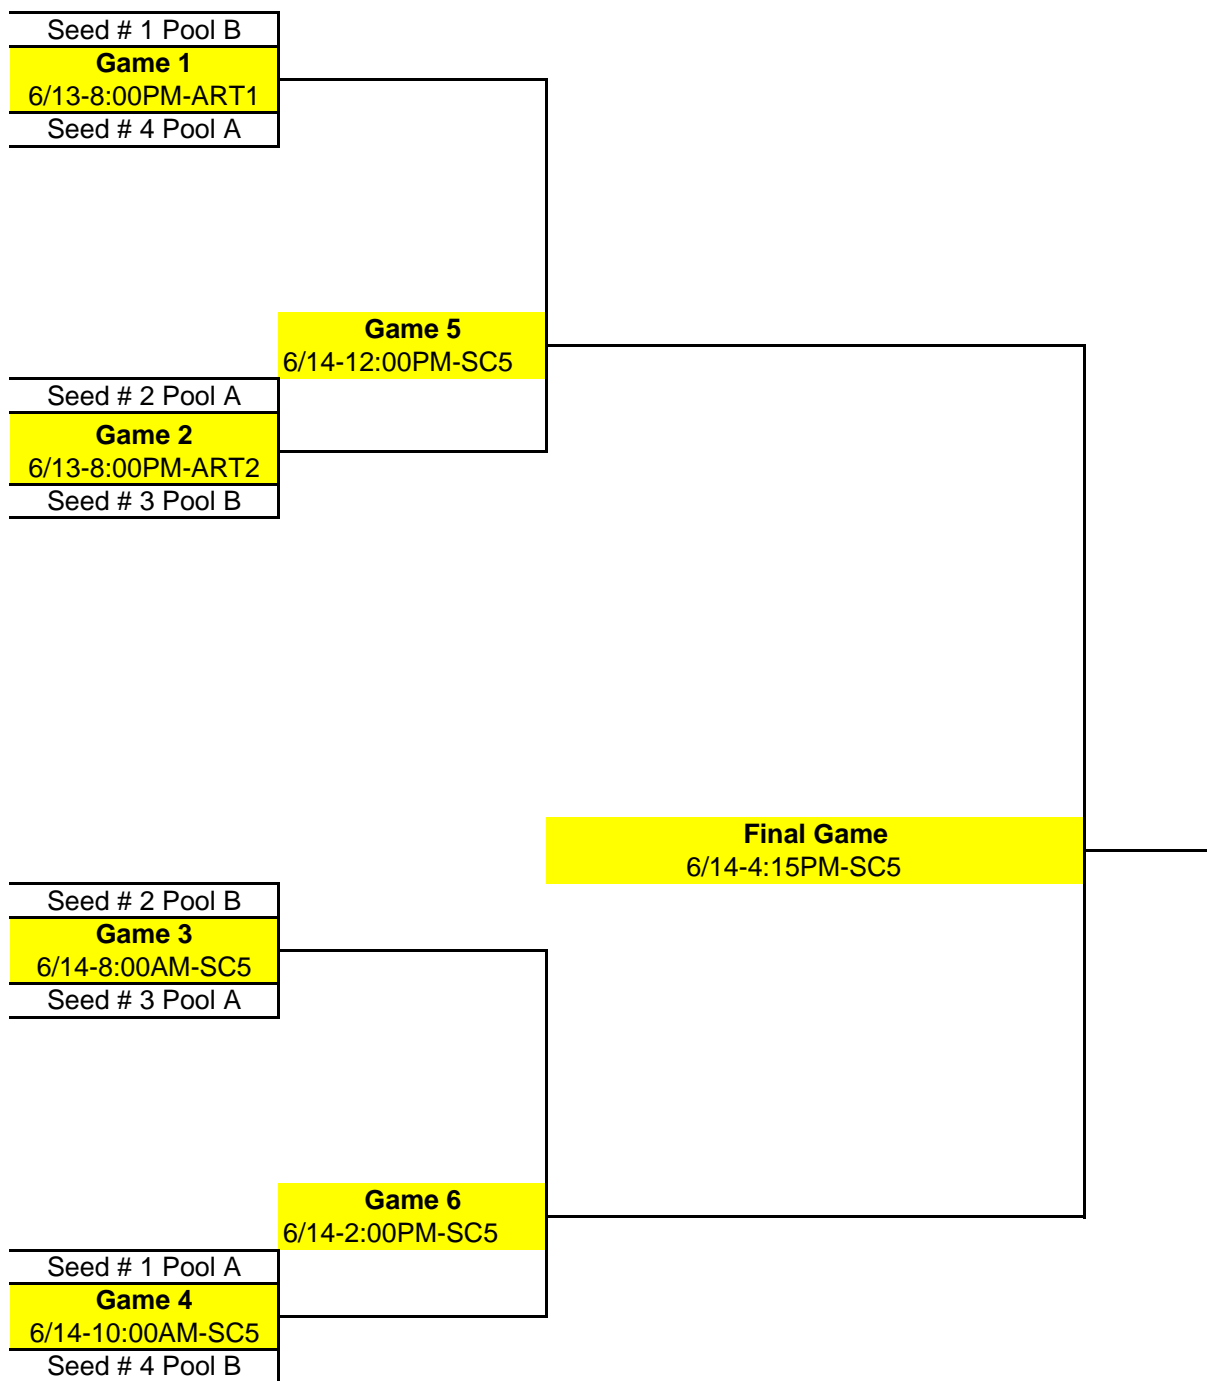 Seed # 1 Pool B
Game 1
6/13-8:00PM-ART1
Seed # 4 Pool A
Game 5
6/14-12:00PM-SC5
Seed # 2 Pool A
Game 2
6/13-8:00PM-ART2
Seed # 3 Pool B
Final Game
6/14-4:15PM-SC5
Seed # 2 Pool B
Game 3
6/14-8:00AM-SC5
Seed # 3 Pool A
Game 6
6/14-2:00PM-SC5
Seed # 1 Pool A
Game 4
6/14-10:00AM-SC5
Seed # 4 Pool B